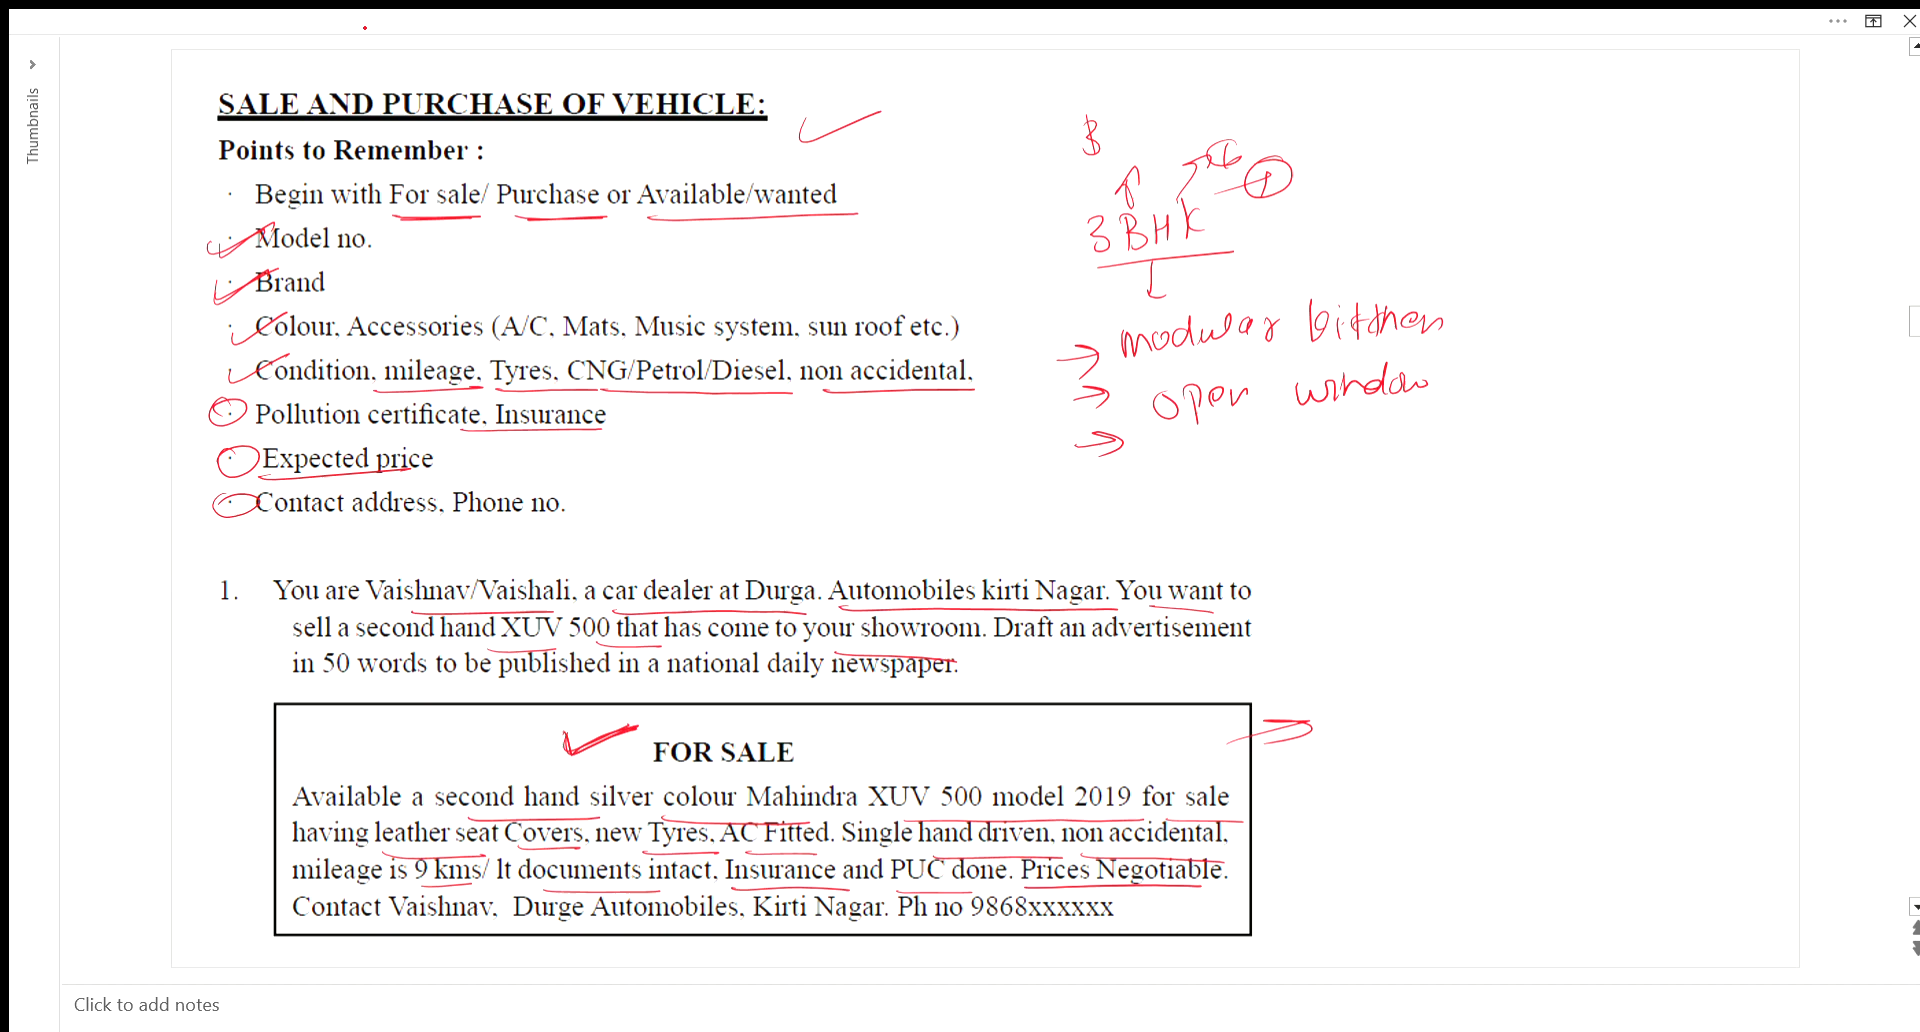 Thumbnails
SALE AND PURCHASE OF VEHICLE:
Points to Remember :
· Begin with For sale/ Purchase or Available/wanted
· Model no.
· Brand
· Colour, Accessories (A/C, Mats, Music system, sun roof etc.)
· Condition, mileage, Tyres, CNG/Petrol/Diesel, non accidental,
· Pollution certificate, Insurance
· Expected price
· Contact address, Phone no.
$
3 BHK
modular kitchen
open window
1. You are Vaishnav/Vaishali, a car dealer at Durga. Automobiles kirti Nagar. You want to
sell a second hand XUV 500 that has come to your showroom. Draft an advertisement
in 50 words to be published in a national daily newspaper.
FOR SALE
Available a second hand silver colour Mahindra XUV 500 model 2019 for sale
having leather seat Covers, new Tyres, AC Fitted. Single hand driven, non accidental,
mileage is 9 kms/ lt documents intact, Insurance and PUC done. Prices Negotiable.
Contact Vaishnav, Durge Automobiles, Kirti Nagar. Ph no 9868xxxxxx
Click to add notes